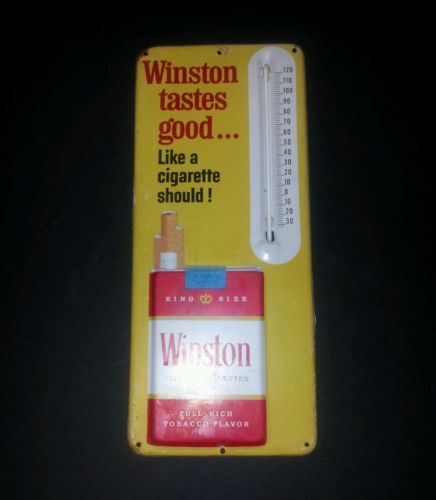 Winston
tastes
good...
Like a
cigarette
should!
120
110
100
90
80
70
60
50
40
30
20
10
0
10
20
30
KING SIZE
Winston
FULL-RICH
TOBACCO FLAVOR